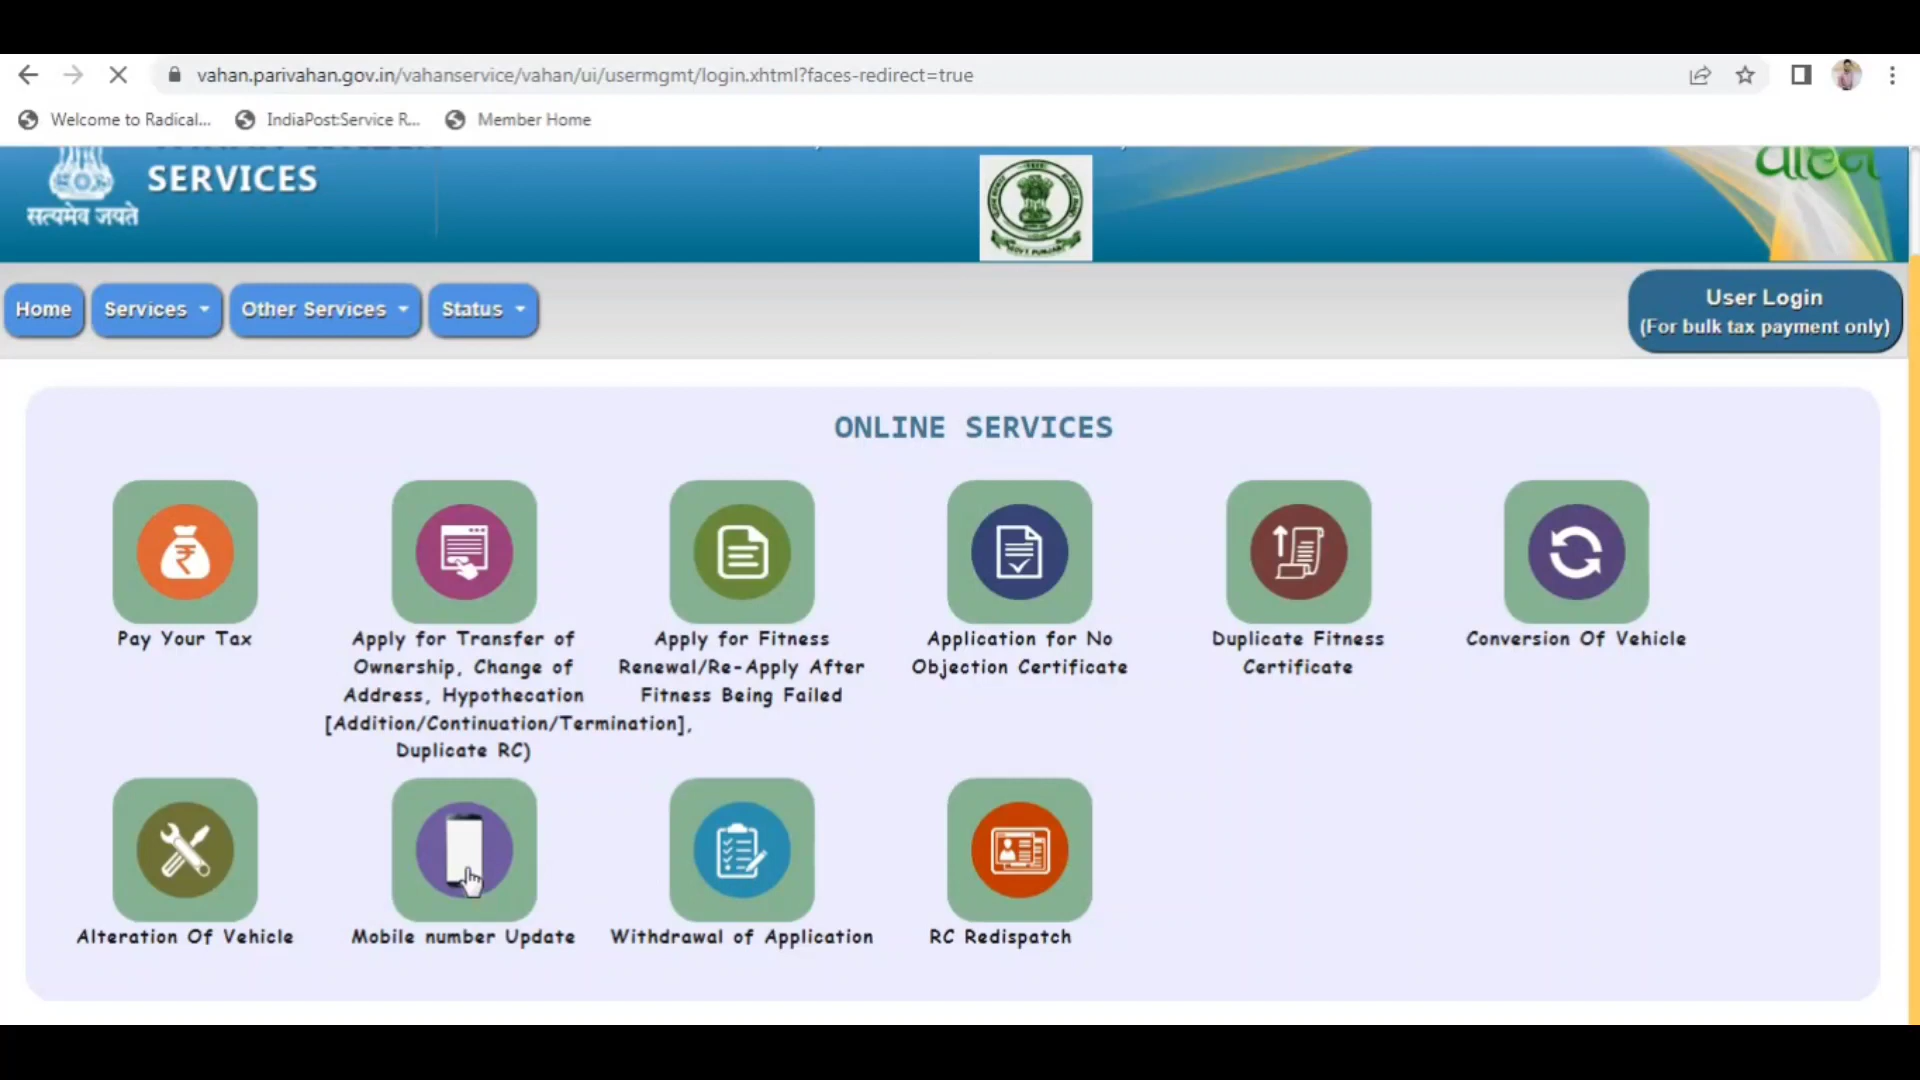 vahan.parivahan.gov.in/vahanservice/vahan/ui/usermgmt/login.xhtml?faces-redirect=true
Welcome to Radical... IndiaPost:Service R... Member Home
SERVICES
सत्यमेव जयते
वाहन
Home Services Other Services Status
User Login
(For bulk tax payment only)
ONLINE SERVICES
Pay Your Tax
Apply for Transfer of
Ownership, Change of
Address, Hypothecation
[Addition/Continuation/Termination],
Duplicate RC)
Apply for Fitness
Renewal/Re-Apply After
Fitness Being Failed
Application for No
Objection Certificate
Duplicate Fitness
Certificate
Conversion Of Vehicle
Alteration Of Vehicle
Mobile number Update
Withdrawal of Application
RC Redispatch